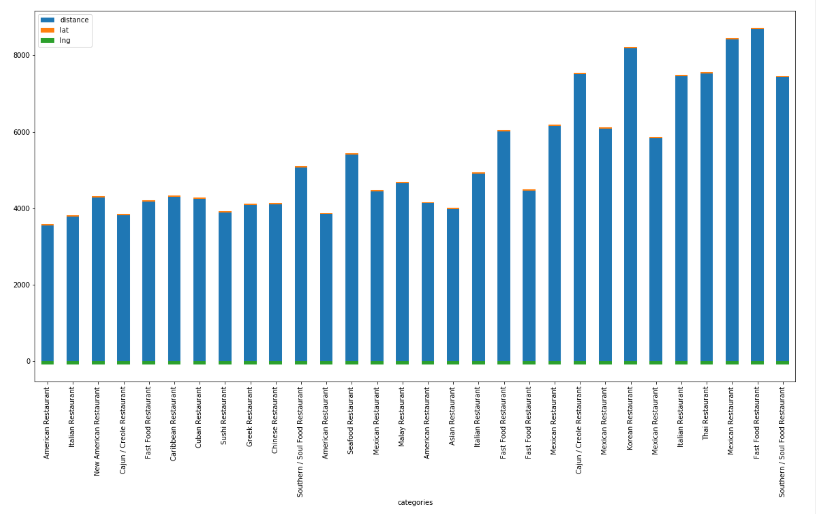 distance
lat
lng
8000
6000
4000
2000
0
American Restaurant
Italian Restaurant
New American Restaurant
Cajun / Creole Restaurant
Fast Food Restaurant
Caribbean Restaurant
Cuban Restaurant
Sushi Restaurant
Greek Restaurant
Chinese Restaurant
Southern / Soul Food Restaurant
American Restaurant
Seafood Restaurant
Mexican Restaurant
Malay Restaurant
American Restaurant
Asian Restaurant
Italian Restaurant
Fast Food Restaurant
Fast Food Restaurant
Mexican Restaurant
Cajun / Creole Restaurant
Mexican Restaurant
Korean Restaurant
Mexican Restaurant
Italian Restaurant
Thai Restaurant
Mexican Restaurant
Fast Food Restaurant
Southern / Soul Food Restaurant
categories